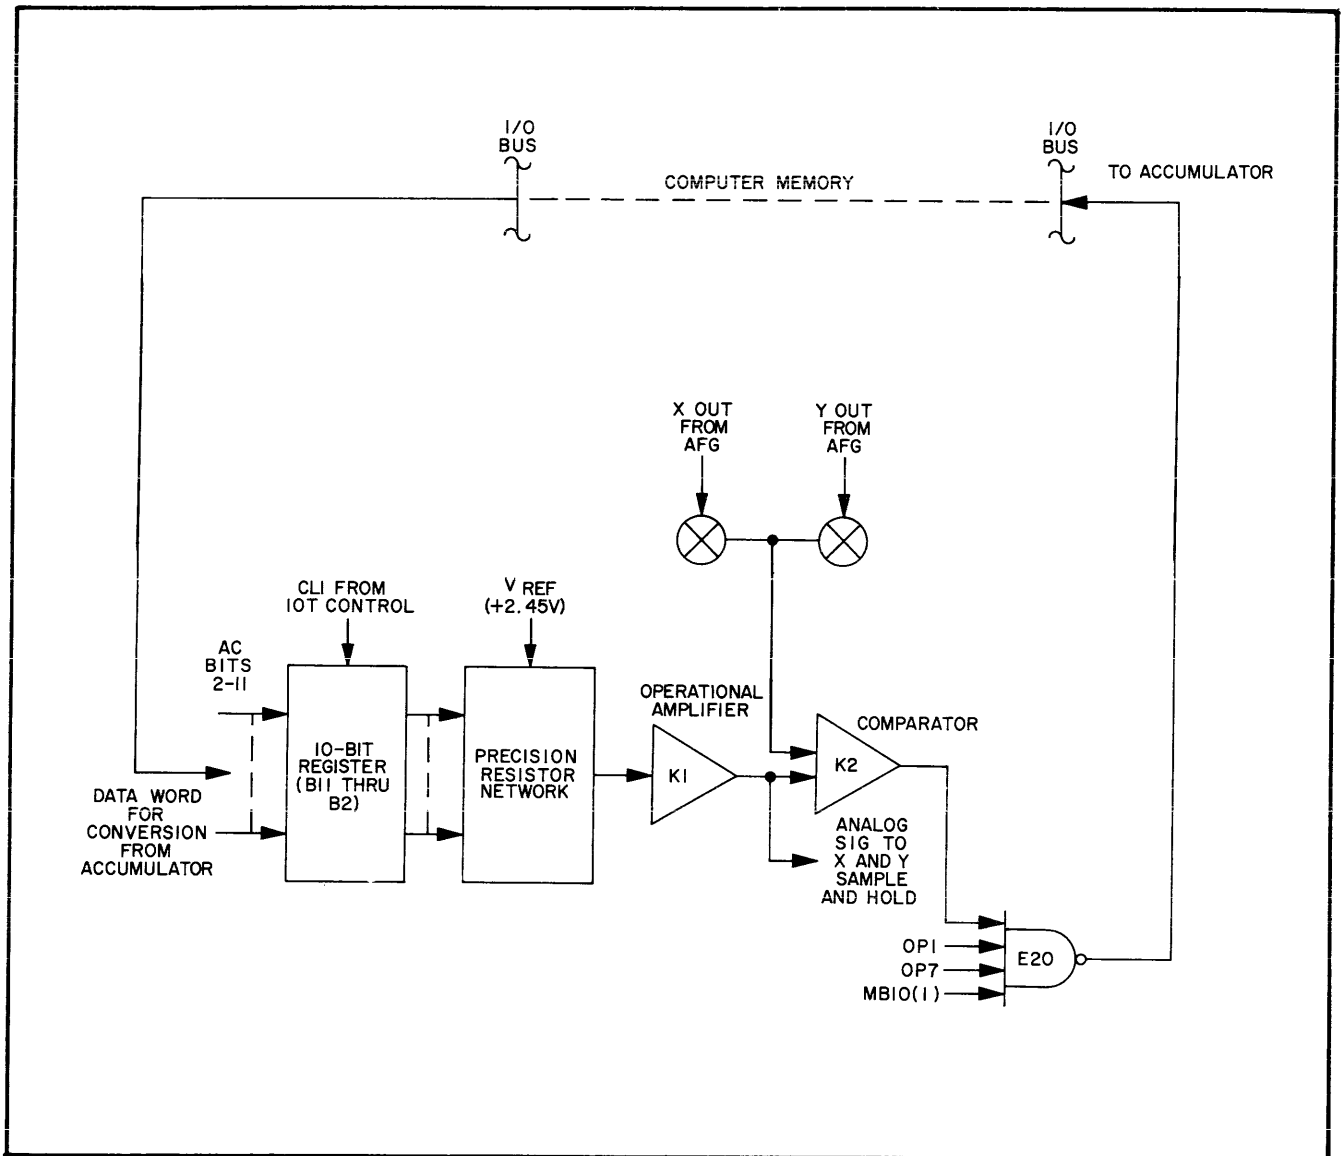 I/O
BUS
I/O
BUS
COMPUTER MEMORY
TO ACCUMULATOR
X OUT
FROM
AFG
Y OUT
FROM
AFG
CLI FROM
IOT CONTROL
V REF
(+2.45V)
AC
BITS
2-11
OPERATIONAL
AMPLIFIER
COMPARATOR
10-BIT
REGISTER
(B11 THRU
B2)
PRECISION
RESISTOR
NETWORK
K1
K2
DATA WORD
FOR
CONVERSION
FROM
ACCUMULATOR
ANALOG
SIG TO
X AND Y
SAMPLE
AND HOLD
OP1
OP7
MB10(1)
E20